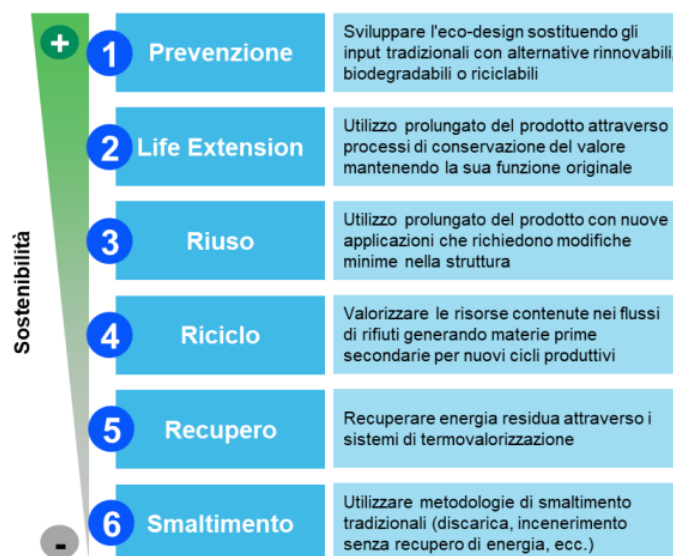 Sostenibilità
+
1
Prevenzione
Sviluppare l'eco-design sostituendo gli
input tradizionali con alternative rinnovabili,
biodegradabili o riciclabili
2
Life Extension
Utilizzo prolungato del prodotto attraverso
processi di conservazione del valore
mantenendo la sua funzione originale
3
Riuso
Utilizzo prolungato del prodotto con nuove
applicazioni che richiedono modifiche
minime nella struttura
4
Riciclo
Valorizzare le risorse contenute nei flussi
di rifiuti generando materie prime
secondarie per nuovi cicli produttivi
5
Recupero
Recuperare energia residua attraverso i
sistemi di termovalorizzazione
6
Smaltimento
Utilizzare metodologie di smaltimento
tradizionali (discarica, incenerimento
senza recupero di energia, ecc.)
-